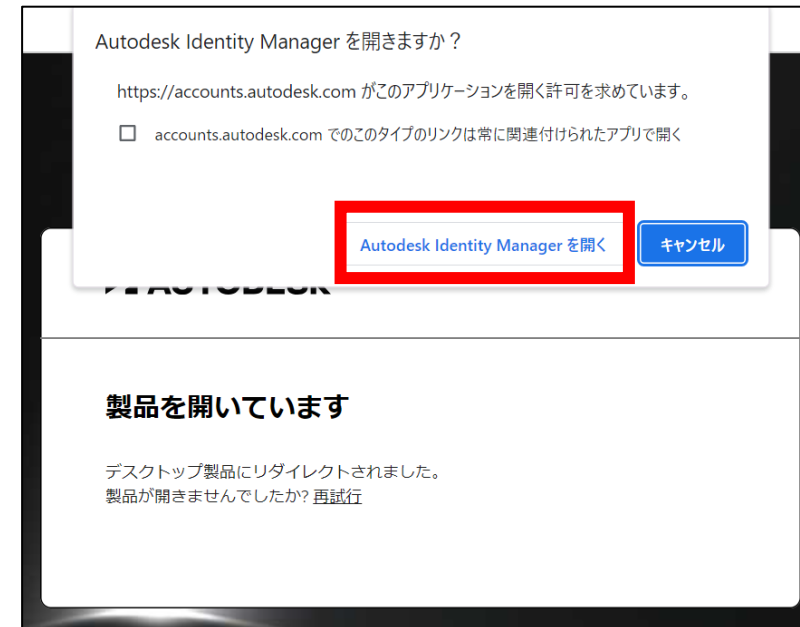 Autodesk Identity Manager を開きますか？
https://accounts.autodesk.com がこのアプリケーションを開く許可を求めています。
accounts.autodesk.com でのこのタイプのリンクは常に関連付けられたアプリで開く
Autodesk Identity Manager を開く
キャンセル
AUTODESK
製品を開いています
デスクトップ製品にリダイレクトされました。
製品が開きませんでしたか? 再試行